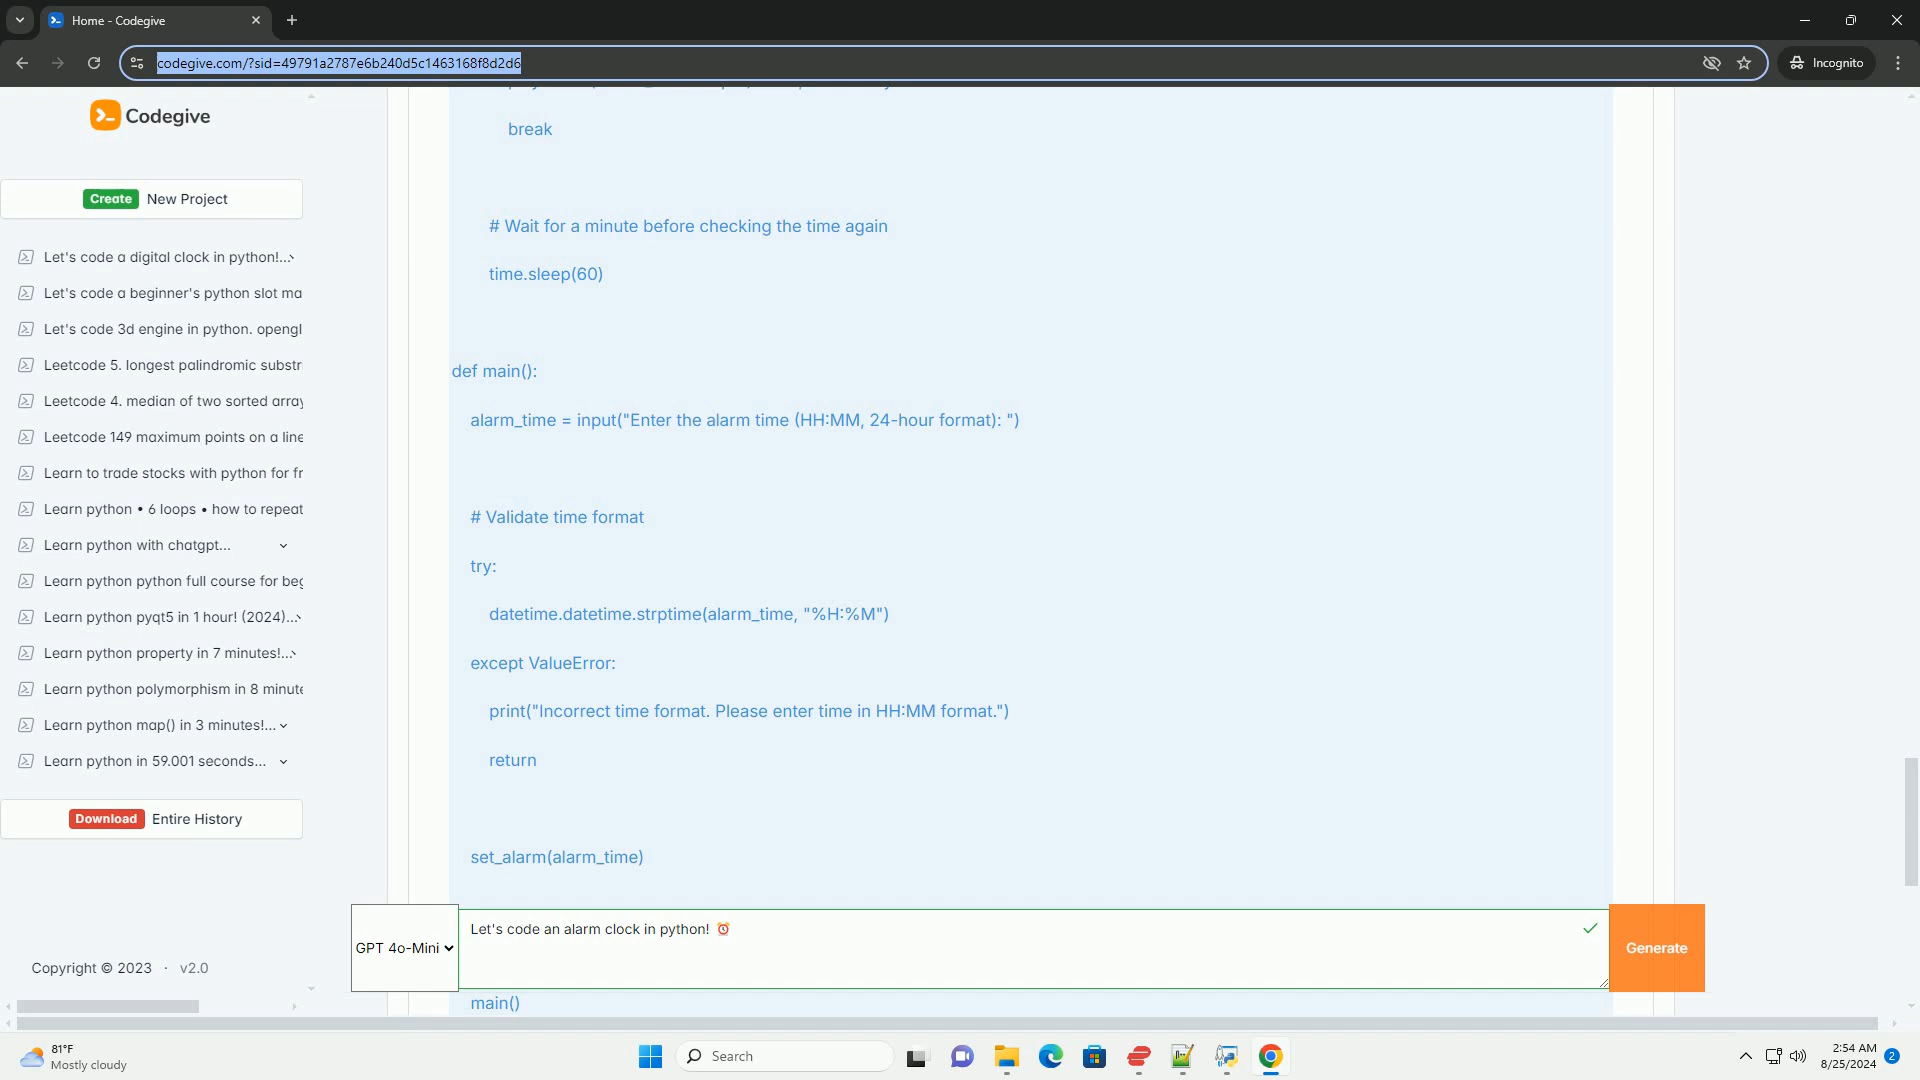 Home - Codegive
codegive.com/?sid=49791a2787e6b240d5c1463168f8d2d6
Incognito
Codegive
Create New Project
Let's code a digital clock in python!...
Let's code a beginner's python slot ma
Let's code 3d engine in python. opengl
Leetcode 5. longest palindromic substr
Leetcode 4. median of two sorted array
Leetcode 149 maximum points on a line
Learn to trade stocks with python for fr
Learn python • 6 loops • how to repeat
Learn python with chatgpt...
Learn python python full course for beg
Learn python pyqt5 in 1 hour! (2024)...
Learn python property in 7 minutes!...
Learn python polymorphism in 8 minute
Learn python map() in 3 minutes!...
Learn python in 59.001 seconds...
Download Entire History
Copyright © 2023 · v2.0
break
# Wait for a minute before checking the time again
time.sleep(60)
def main():
alarm_time = input("Enter the alarm time (HH:MM, 24-hour format): ")
# Validate time format
try:
datetime.datetime.strptime(alarm_time, "%H:%M")
except ValueError:
print("Incorrect time format. Please enter time in HH:MM format.")
return
set_alarm(alarm_time)
GPT 4o-Mini
Let's code an alarm clock in python! ⏰
Generate
main()
81°F
Mostly cloudy
Search
2:54 AM
8/25/2024
2